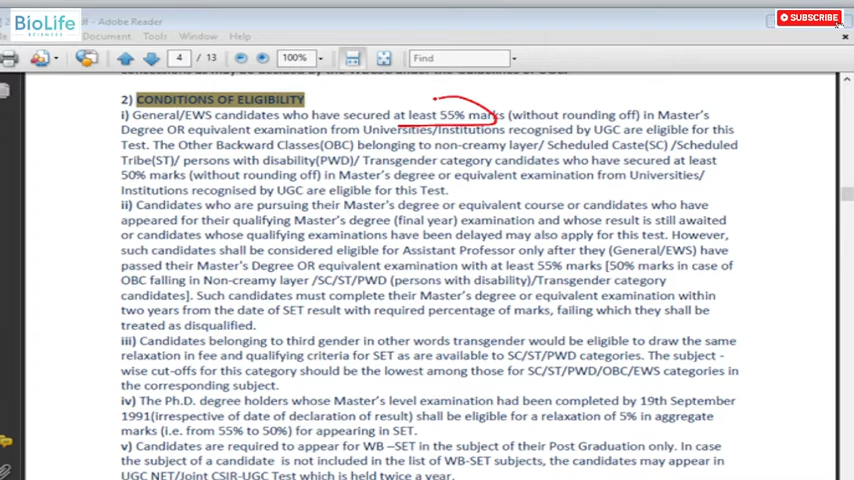 BioLife
SCIENCES
.pdf - Adobe Reader
SUBSCRIBE
Document Tools Window Help
4 / 13 100% Find
2) CONDITIONS OF ELIGIBILITY
i) General/EWS candidates who have secured at least 55% marks (without rounding off) in Master's
Degree OR equivalent examination from Universities/Institutions recognised by UGC are eligible for this
Test. The Other Backward Classes(OBC) belonging to non-creamy layer/ Scheduled Caste(SC) /Scheduled
Tribe(ST)/ persons with disability(PWD)/ Transgender category candidates who have secured at least
50% marks (without rounding off) in Master's degree or equivalent examination from Universities/
Institutions recognised by UGC are eligible for this Test.
ii) Candidates who are pursuing their Master's degree or equivalent course or candidates who have
appeared for their qualifying Master's degree (final year) examination and whose result is still awaited
or candidates whose qualifying examinations have been delayed may also apply for this test. However,
such candidates shall be considered eligible for Assistant Professor only after they (General/EWS) have
passed their Master's Degree OR equivalent examination with at least 55% marks [50% marks in case of
OBC falling in Non-creamy layer /SC/ST/PWD (persons with disability)/Transgender category
candidates]. Such candidates must complete their Master's degree or equivalent examination within
two years from the date of SET result with required percentage of marks, failing which they shall be
treated as disqualified.
iii) Candidates belonging to third gender in other words transgender would be eligible to draw the same
relaxation in fee and qualifying criteria for SET as are available to SC/ST/PWD categories. The subject -
wise cut-offs for this category should be the lowest among those for SC/ST/PWD/OBC/EWS categories in
the corresponding subject.
iv) The Ph.D. degree holders whose Master's level examination had been completed by 19th September
1991(irrespective of date of declaration of result) shall be eligible for a relaxation of 5% in aggregate
marks (i.e. from 55% to 50%) for appearing in SET.
v) Candidates are required to appear for WB –SET in the subject of their Post Graduation only. In case
the subject of a candidate is not included in the list of WB-SET subjects, the candidates may appear in
UGC NET/Joint CSIR-UGC Test which is held twice a year.